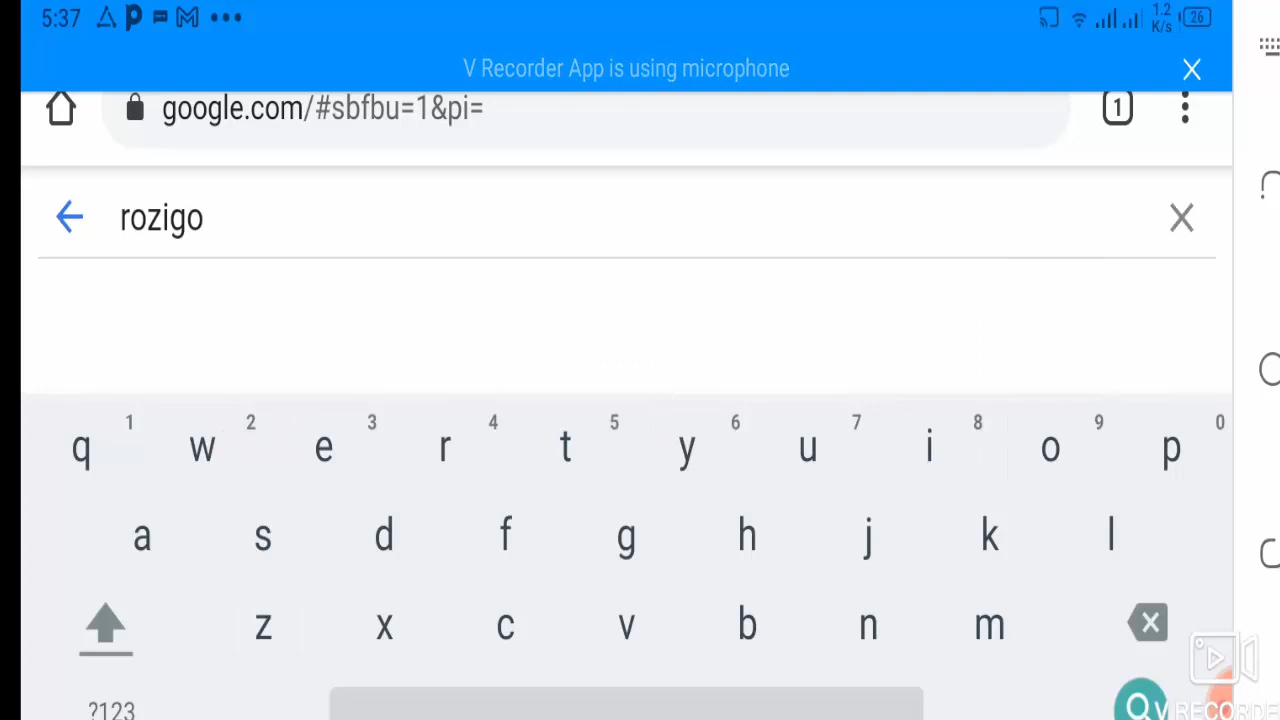 5:37 1.2 K/s 26
V Recorder App is using microphone
google.com/#sbfbu=1&pi= 1
rozigo
1 2 3 4 5 6 7 8 9 0
q w e r t y u i o p
a s d f g h j k l
z x c v b n m
?123
V RECORDE